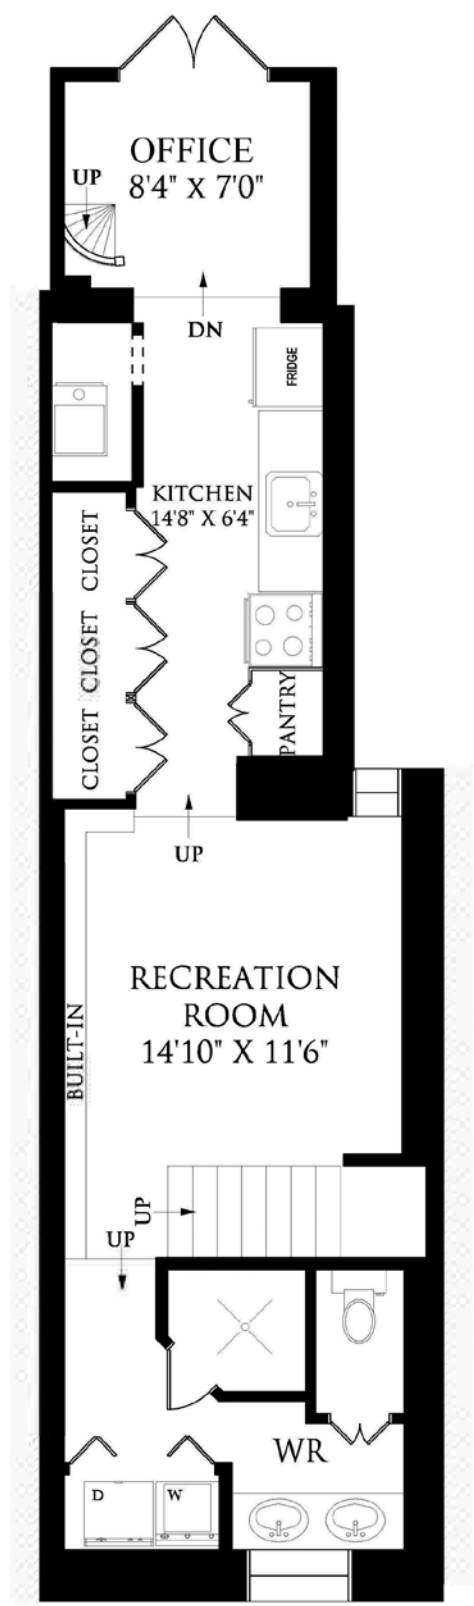 OFFICE
8'4" X 7'0"
UP
DN
FRIDGE
KITCHEN
14'8" X 6'4"
CLOSET
CLOSET
CLOSET
PANTRY
UP
RECREATION
ROOM
14'10" X 11'6"
BUILT-IN
UP
UP
WR
D
W